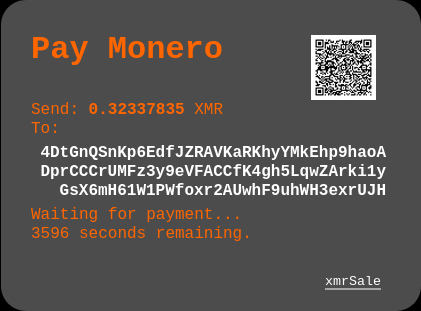 Pay Monero
Send: 0.32337835 XMR
To:
4DtGnQSnKp6EdfJZRAVKaRKhyYMkEhp9haoA
DprCCCrUMFz3y9eVFACCfK4gh5LqwZArki1y
GsX6mH61W1PWfoxr2AUwhF9uhWH3exrUJH
Waiting for payment...
3596 seconds remaining.
xmrSale